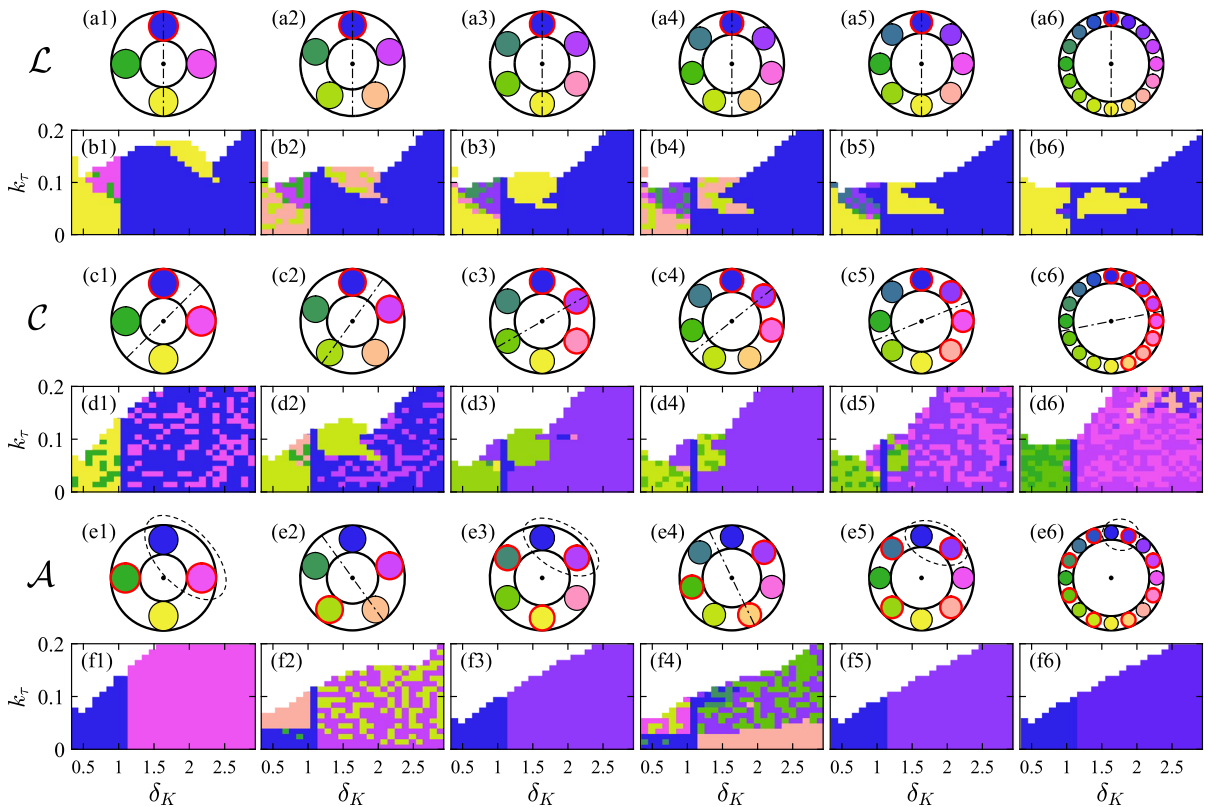 (a1) (a2) (a3) (a4) (a5) (a6)
ℒ
0.2 (b1) (b2) (b3) (b4) (b5) (b6)
k_τ 0.1
0
(c1) (c2) (c3) (c4) (c5) (c6)
𝒞
0.2 (d1) (d2) (d3) (d4) (d5) (d6)
k_τ 0.1
0
(e1) (e2) (e3) (e4) (e5) (e6)
𝒜
0.2 (f1) (f2) (f3) (f4) (f5) (f6)
k_τ 0.1
0
0.5 1 1.5 2 2.5 0.5 1 1.5 2 2.5 0.5 1 1.5 2 2.5 0.5 1 1.5 2 2.5 0.5 1 1.5 2 2.5 0.5 1 1.5 2 2.5
δ_K δ_K δ_K δ_K δ_K δ_K